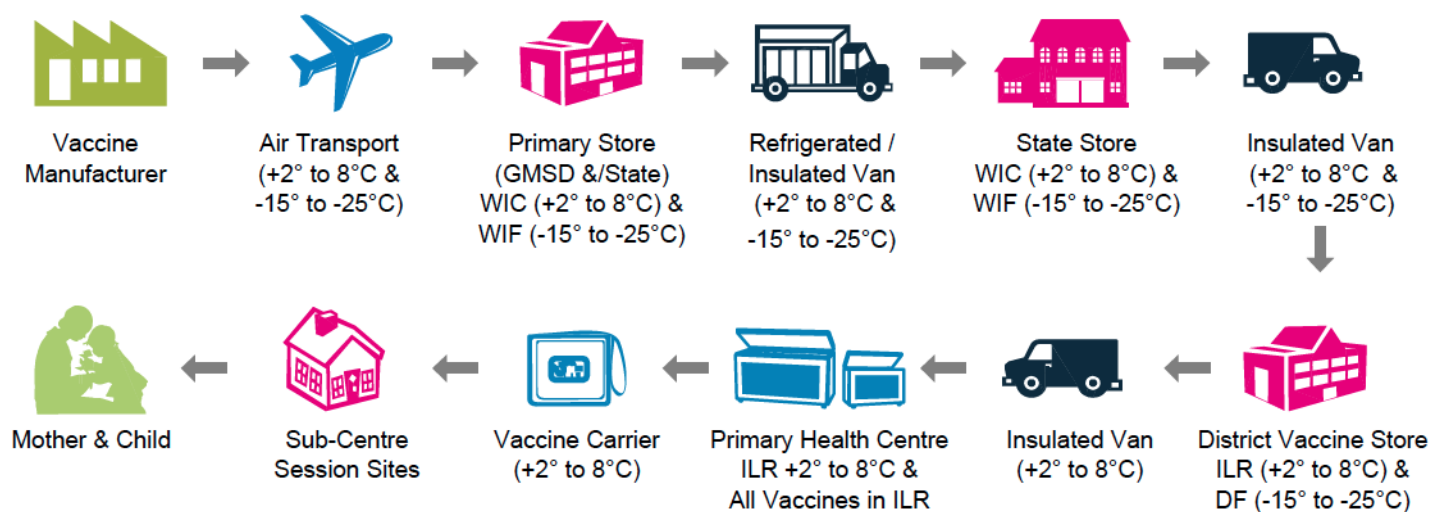 Vaccine
Manufacturer
Air Transport
(+2° to 8°C &
-15° to -25°C)
Primary Store
(GMSD &/State)
WIC (+2° to 8°C) &
WIF (-15° to -25°C)
Refrigerated /
Insulated Van
(+2° to 8°C &
-15° to -25°C)
State Store
WIC (+2° to 8°C) &
WIF (-15° to -25°C)
Insulated Van
(+2° to 8°C &
-15° to -25°C)
Mother & Child
Sub-Centre
Session Sites
Vaccine Carrier
(+2° to 8°C)
Primary Health Centre
ILR +2° to 8°C &
All Vaccines in ILR
Insulated Van
(+2° to 8°C)
District Vaccine Store
ILR (+2° to 8°C) &
DF (-15° to -25°C)